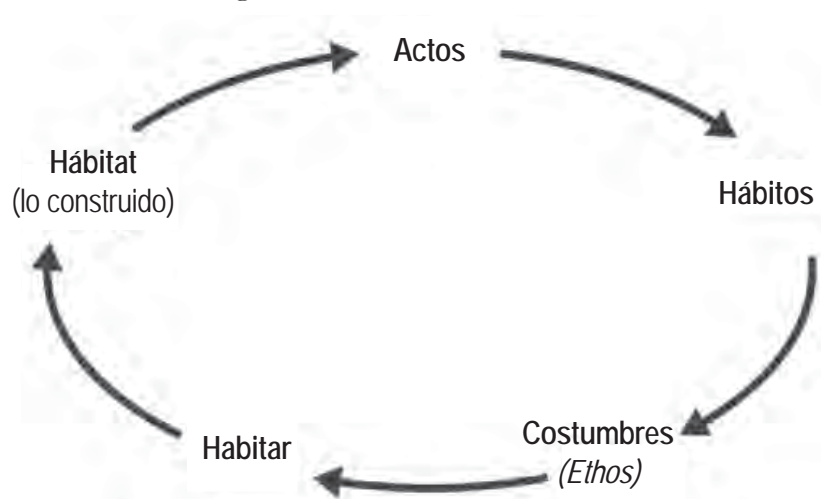 Actos
Hábitos
Costumbres
(Ethos)
Habitar
Hábitat
(lo construido)